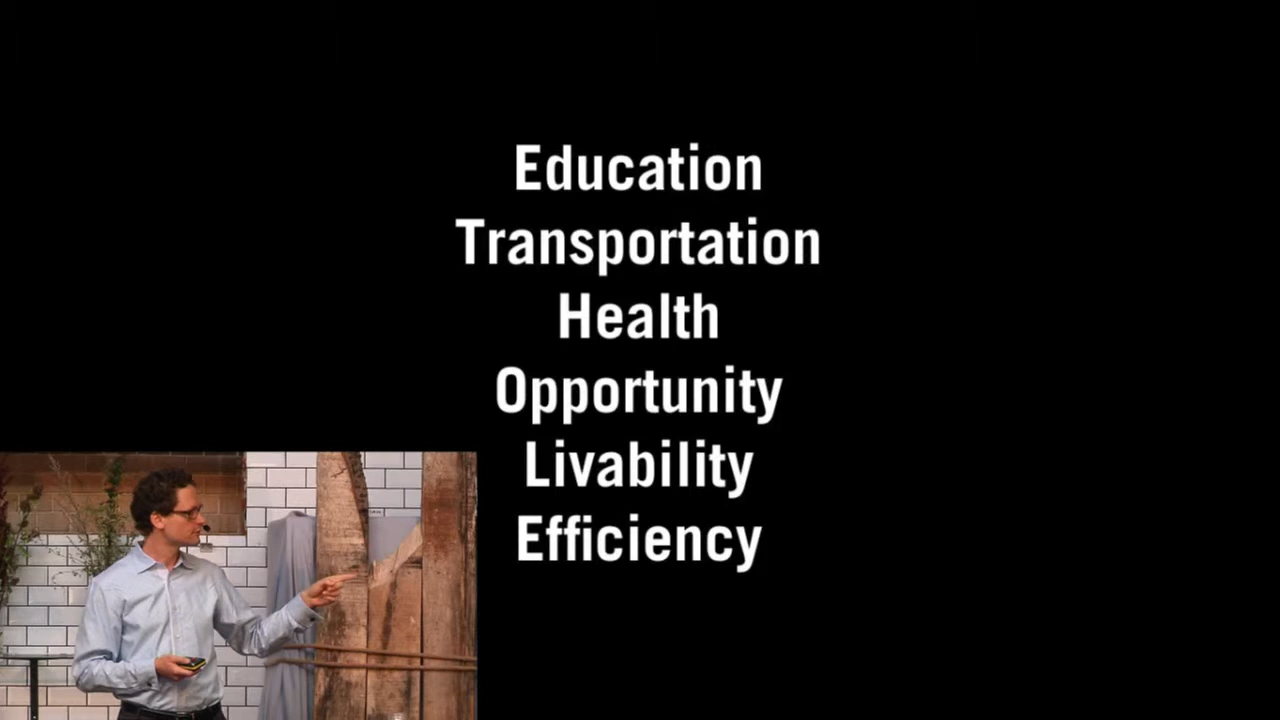 Education
Transportation
Health
Opportunity
Livability
Efficiency